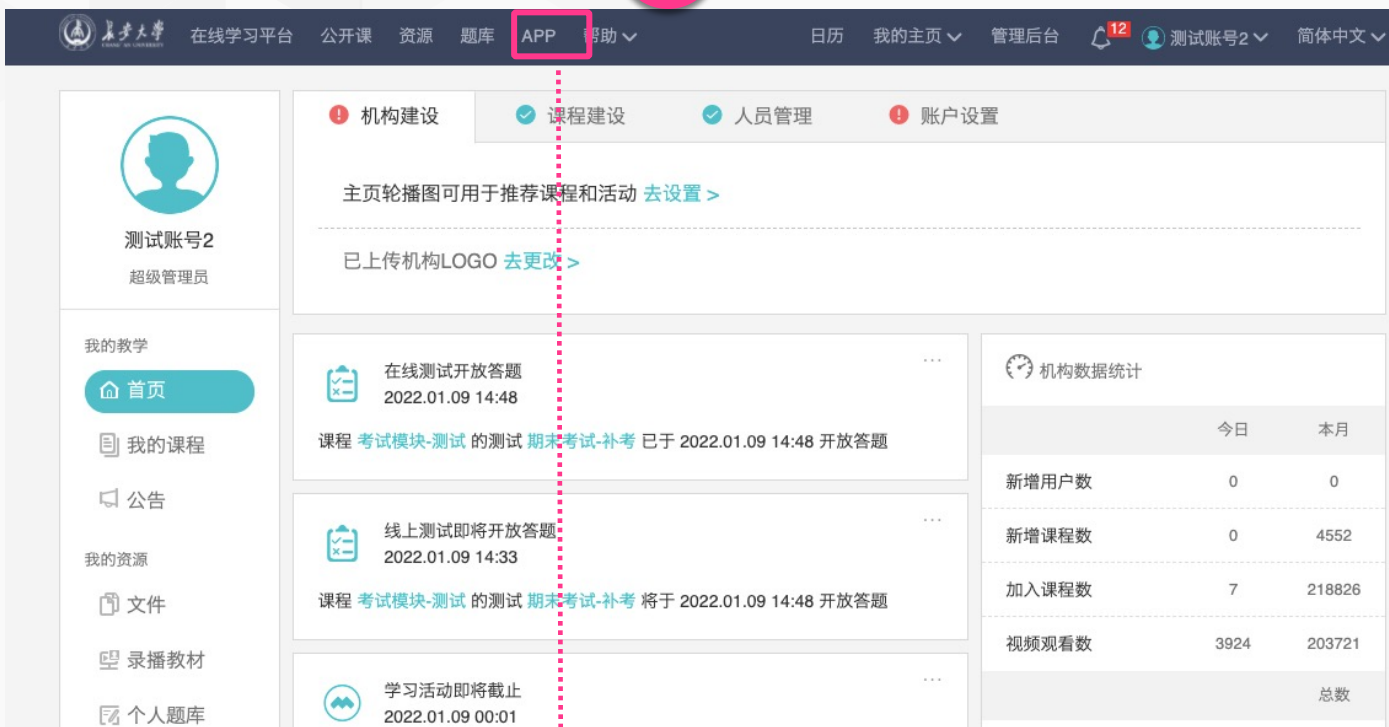 长安大学 在线学习平台 公开课 资源 题库 APP 帮助 日历 我的主页 管理后台 12 测试账号2 简体中文
CHANG'AN UNIVERSITY
机构建设 课程建设 人员管理 账户设置
主页轮播图可用于推荐课程和活动 去设置 >
已上传机构LOGO 去更改 >
测试账号2
超级管理员
我的教学
首页
我的课程
公告
我的资源
文件
录播教材
个人题库
在线测试开放答题
2022.01.09 14:48
课程 考试模块-测试 的测试 期末考试-补考 已于 2022.01.09 14:48 开放答题
线上测试即将开放答题
2022.01.09 14:33
课程 考试模块-测试 的测试 期末考试-补考 将于 2022.01.09 14:48 开放答题
学习活动即将截止
2022.01.09 00:01
机构数据统计
今日 本月
新增用户数 0 0
新增课程数 0 4552
加入课程数 7 218826
视频观看数 3924 203721
总数